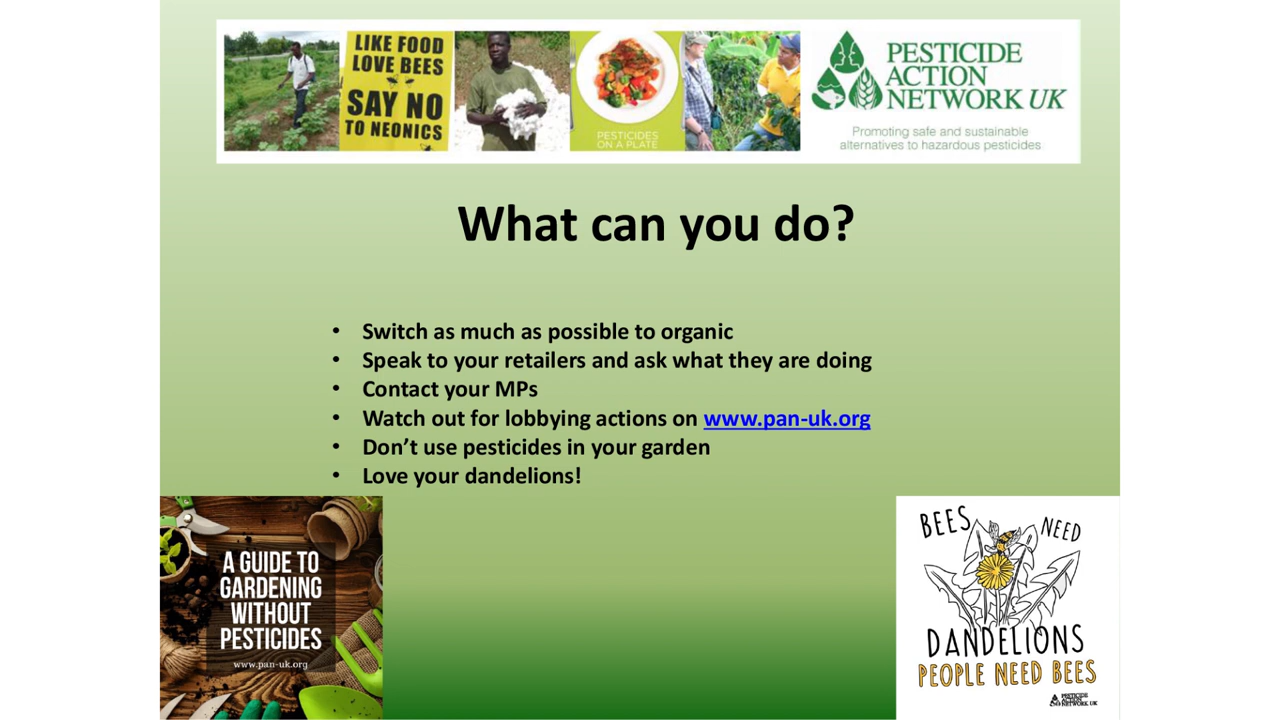 LIKE FOOD
LOVE BEES
SAY NO
TO NEONICS
PESTICIDES
ON A PLATE
PESTICIDE
ACTION
NETWORK UK
Promoting safe and sustainable
alternatives to hazardous pesticides
What can you do?
• Switch as much as possible to organic
• Speak to your retailers and ask what they are doing
• Contact your MPs
• Watch out for lobbying actions on www.pan-uk.org
• Don’t use pesticides in your garden
• Love your dandelions!
A GUIDE TO
GARDENING
WITHOUT
PESTICIDES
www.pan-uk.org
BEES NEED
DANDELIONS
PEOPLE NEED BEES
PESTICIDE
ACTION
NETWORK UK